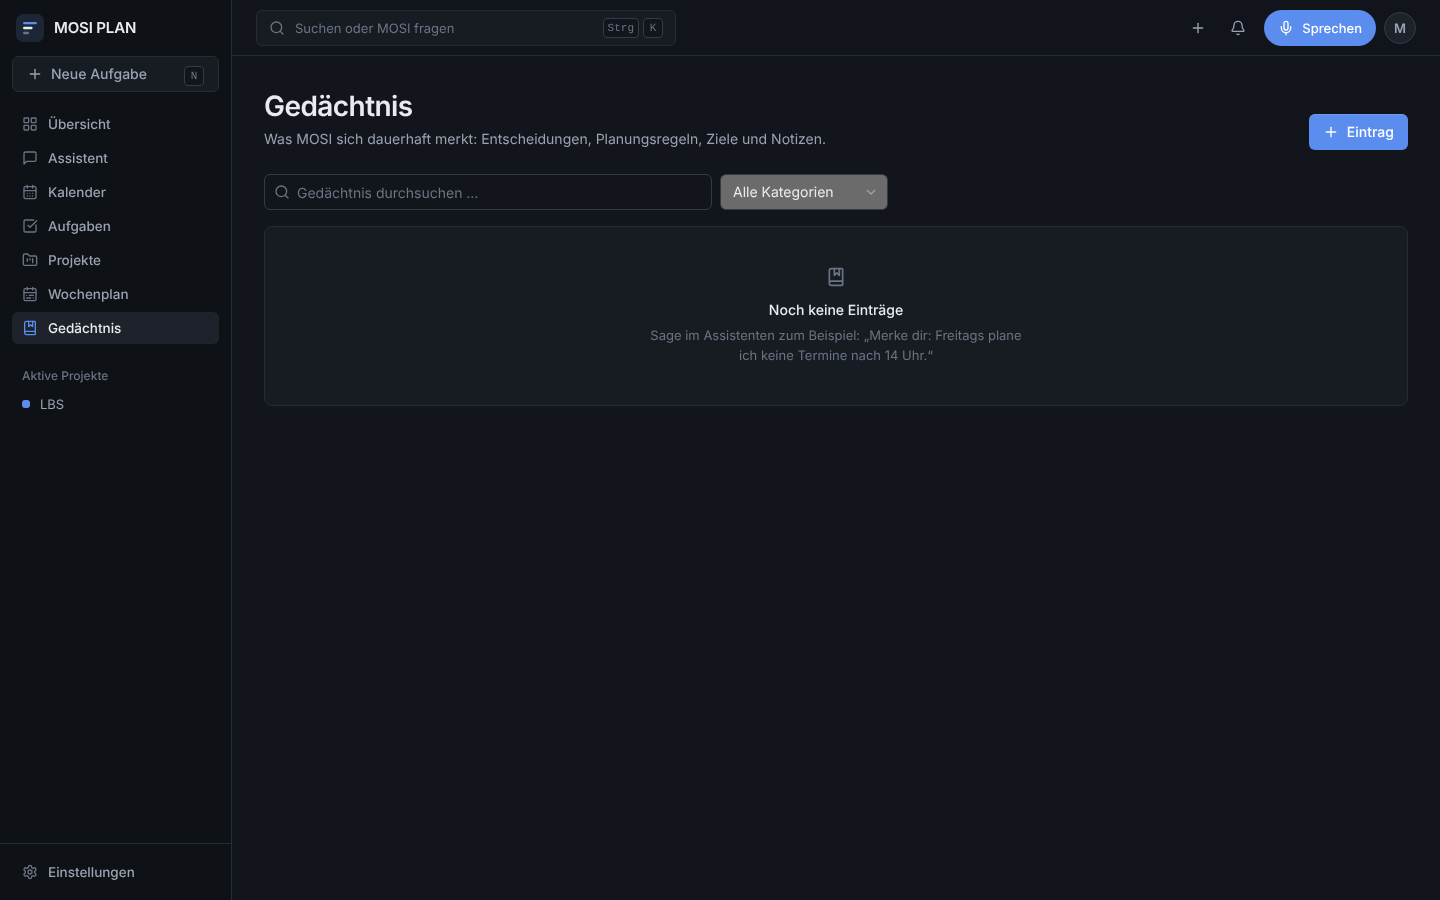 MOSI PLAN
Neue Aufgabe N
Übersicht
Assistent
Kalender
Aufgaben
Projekte
Wochenplan
Gedächtnis
Aktive Projekte
LBS
Einstellungen
Suchen oder MOSI fragen Strg K
Sprechen M
Gedächtnis
Was MOSI sich dauerhaft merkt: Entscheidungen, Planungsregeln, Ziele und Notizen.
Eintrag
Gedächtnis durchsuchen ...
Alle Kategorien
Noch keine Einträge
Sage im Assistenten zum Beispiel: „Merke dir: Freitags plane
ich keine Termine nach 14 Uhr.“